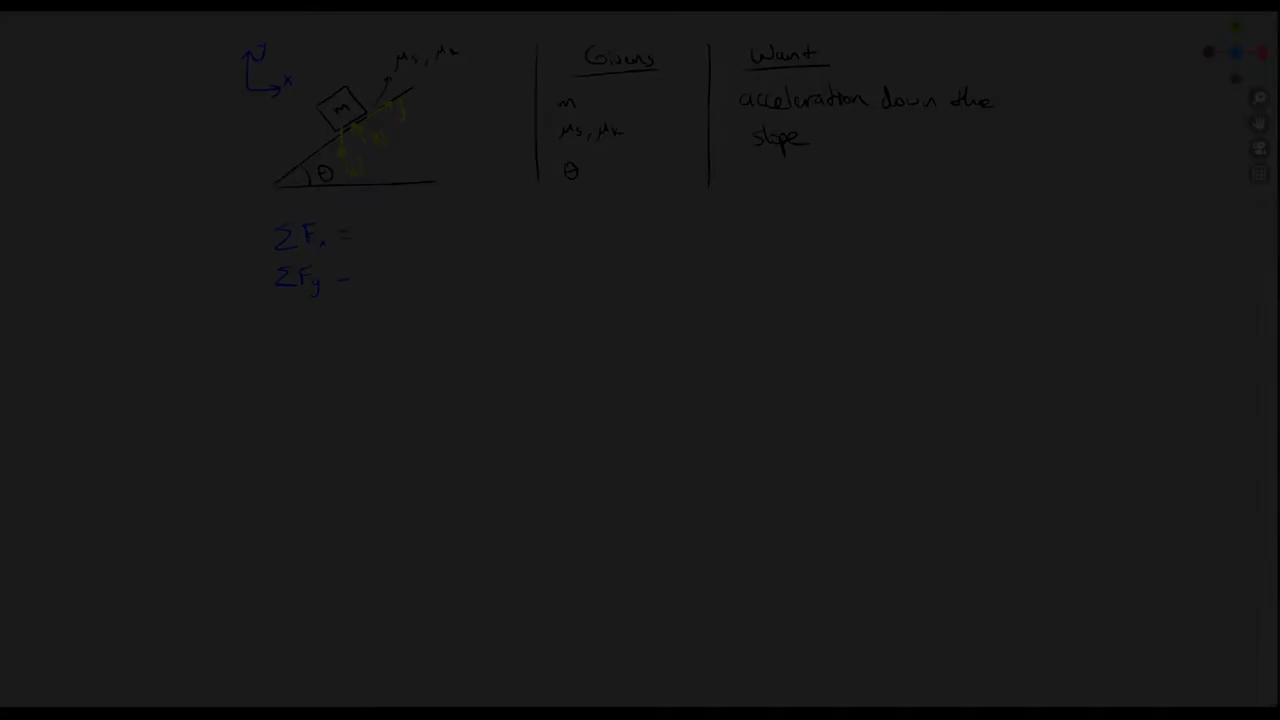 y
x
μs, μk
m
f
N
W
θ
Givens
m
μs, μk
θ
Want
acceleration down the
slope
ΣFx =
ΣFy =